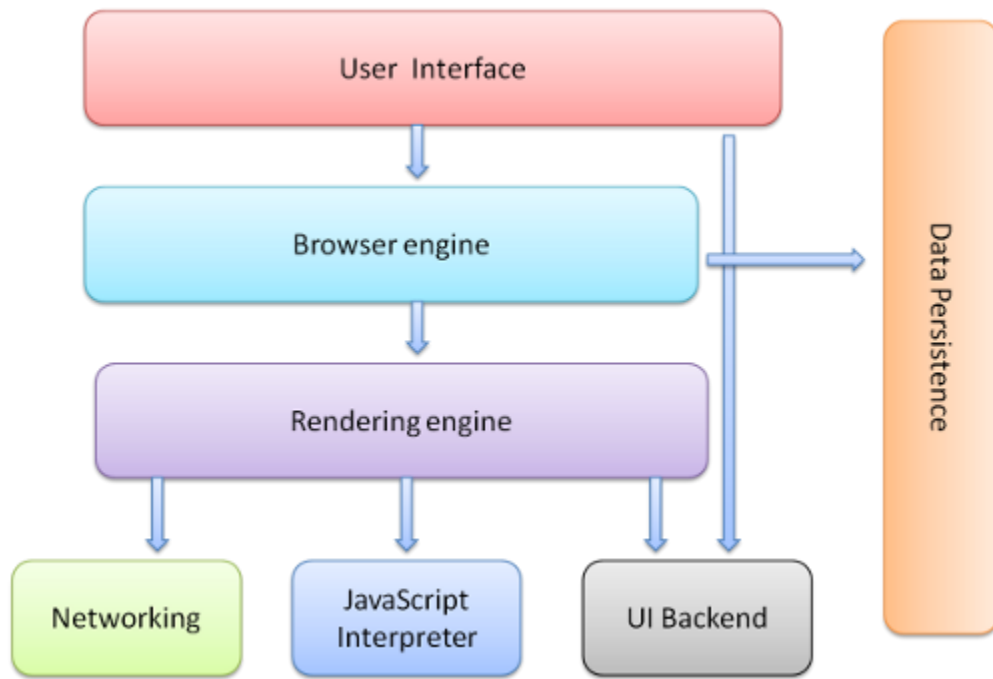 User Interface
Browser engine
Data Persistence
Rendering engine
Networking
JavaScript
Interpreter
UI Backend